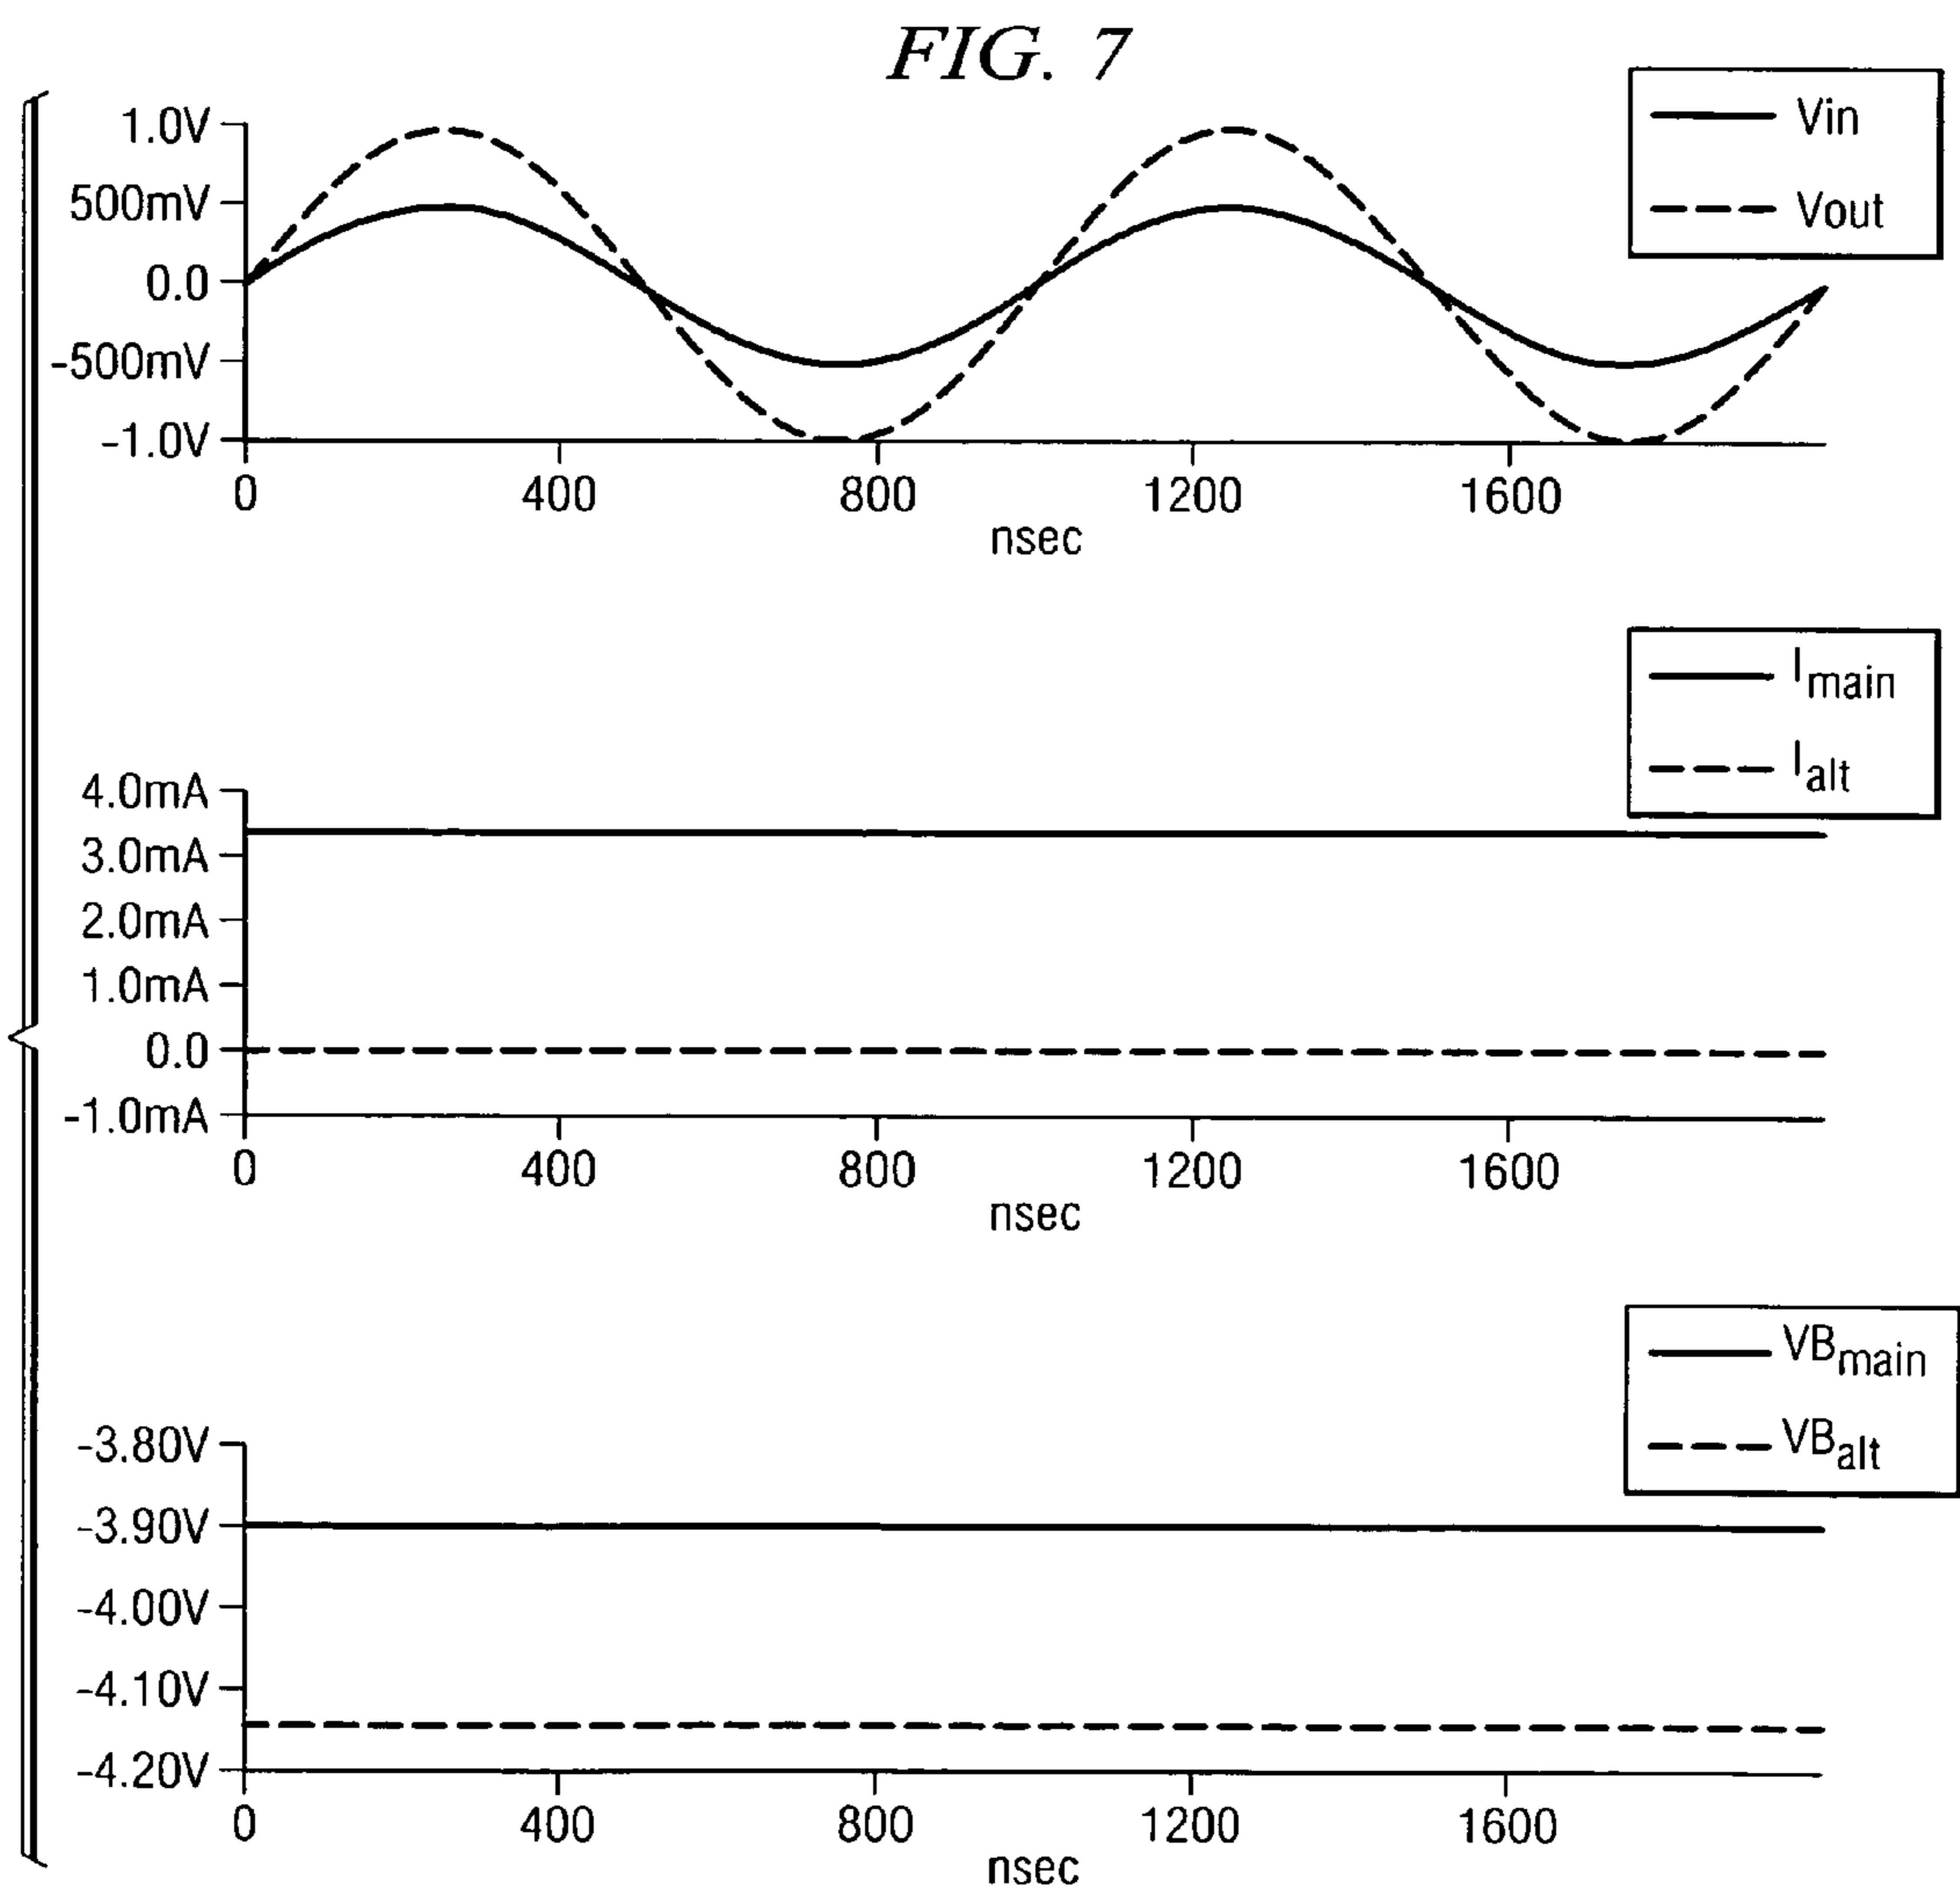 FIG. 7
Vin
Vout
1.0V
500mV
0.0
-500mV
-1.0V
0 400 800 1200 1600
nsec
Imain
Ialt
4.0mA
3.0mA
2.0mA
1.0mA
0.0
-1.0mA
0 400 800 1200 1600
nsec
VBmain
VBalt
-3.80V
-3.90V
-4.00V
-4.10V
-4.20V
0 400 800 1200 1600
nsec